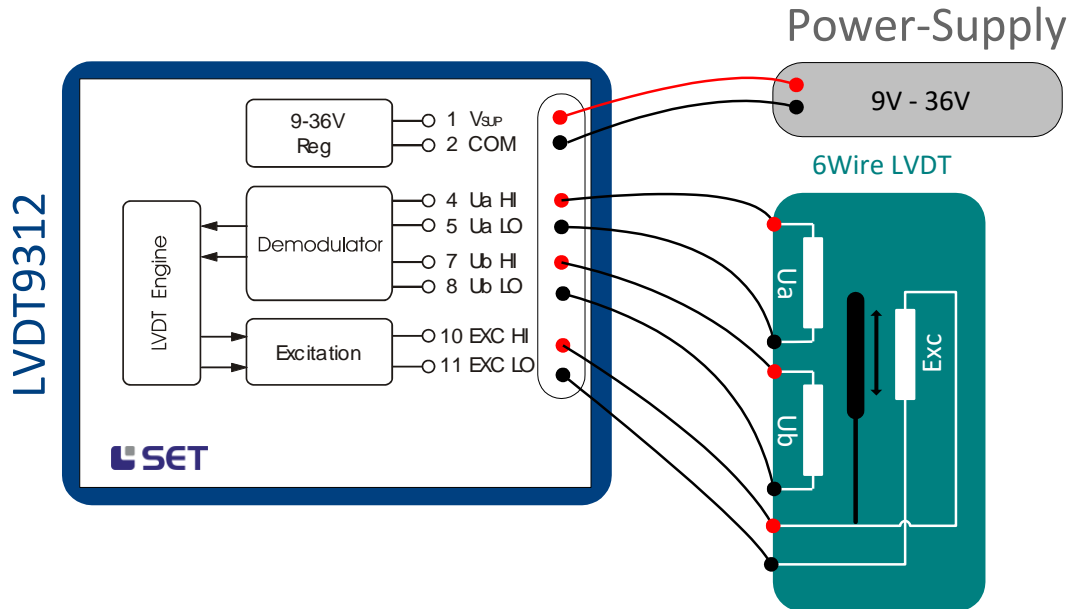 Power-Supply
9V - 36V
6Wire LVDT
LVDT9312
9-36V
Reg
1 VSUP
2 COM
LVDT Engine
Demodulator
4 Ua HI
5 Ua LO
7 Ub HI
8 Ub LO
Excitation
10 EXC HI
11 EXC LO
SET
Ua
Ub
Exc